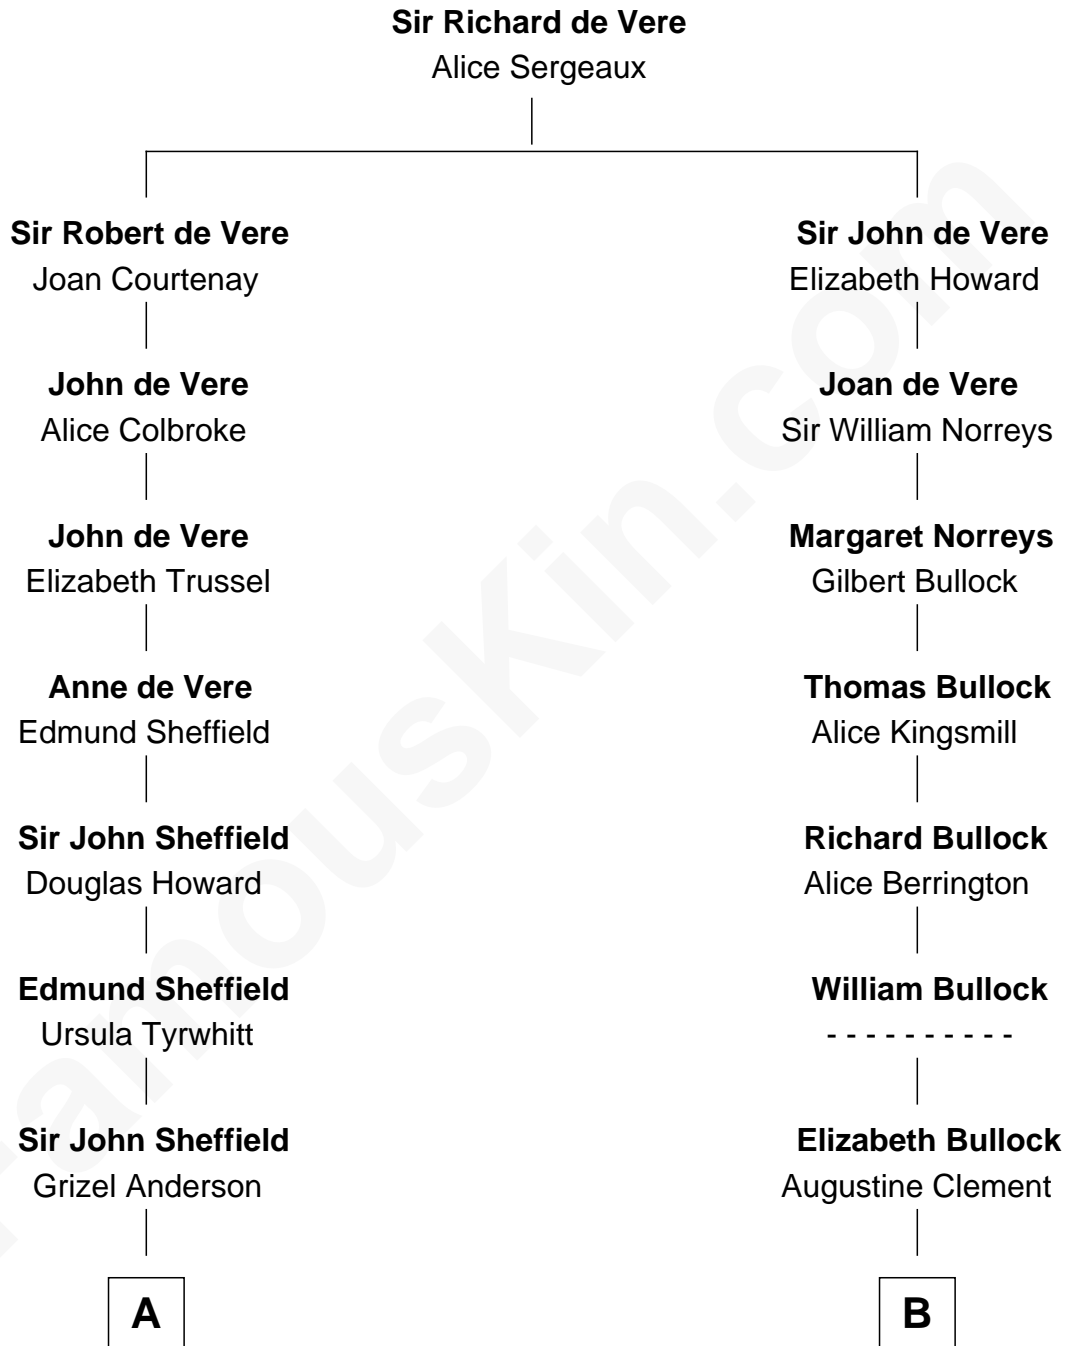 Sir Richard de Vere
Alice Sergeaux
Sir Robert de Vere
Joan Courtenay
Sir John de Vere
Elizabeth Howard
John de Vere
Alice Colbroke
Joan de Vere
Sir William Norreys
John de Vere
Elizabeth Trussel
Margaret Norreys
Gilbert Bullock
Anne de Vere
Edmund Sheffield
Thomas Bullock
Alice Kingsmill
Sir John Sheffield
Douglas Howard
Richard Bullock
Alice Berrington
Edmund Sheffield
Ursula Tyrwhitt
William Bullock
- - - - - - - - - -
Sir John Sheffield
Grizel Anderson
Elizabeth Bullock
Augustine Clement
A
B
FamousKin.com